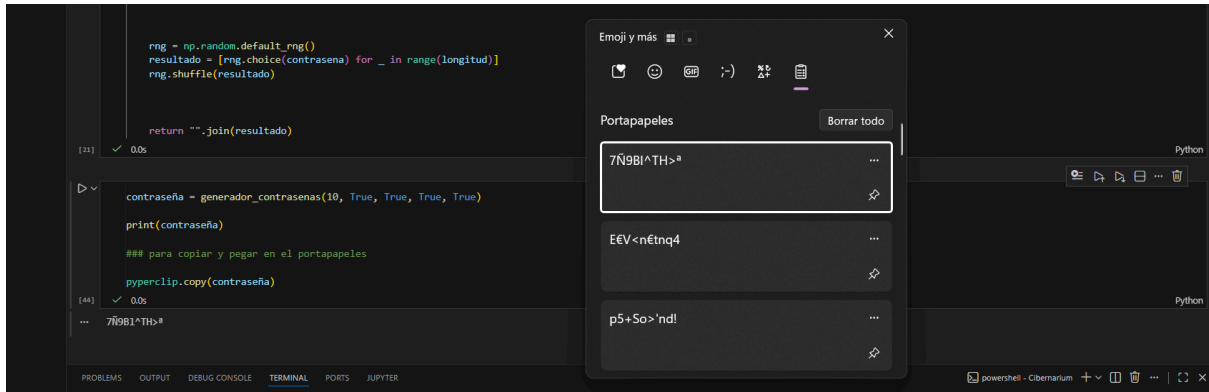 rng = np.random.default_rng()
resultado = [rng.choice(contrasena) for _ in range(longitud)]
rng.shuffle(resultado)
return "".join(resultado)
[21] 0.0s Python
contraseña = generador_contrasenas(10, True, True, True, True)
print(contraseña)
### para copiar y pegar en el portapapeles
pyperclip.copy(contraseña)
[44] 0.0s Python
7Ñ9Bl^TH>ª
PROBLEMS OUTPUT DEBUG CONSOLE TERMINAL PORTS JUPYTER
powershell - Cibernarium
Emoji y más
GIF ;-)
Portapapeles Borrar todo
7Ñ9Bl^TH>ª
E€V<n€tnq4
p5+So>'nd!